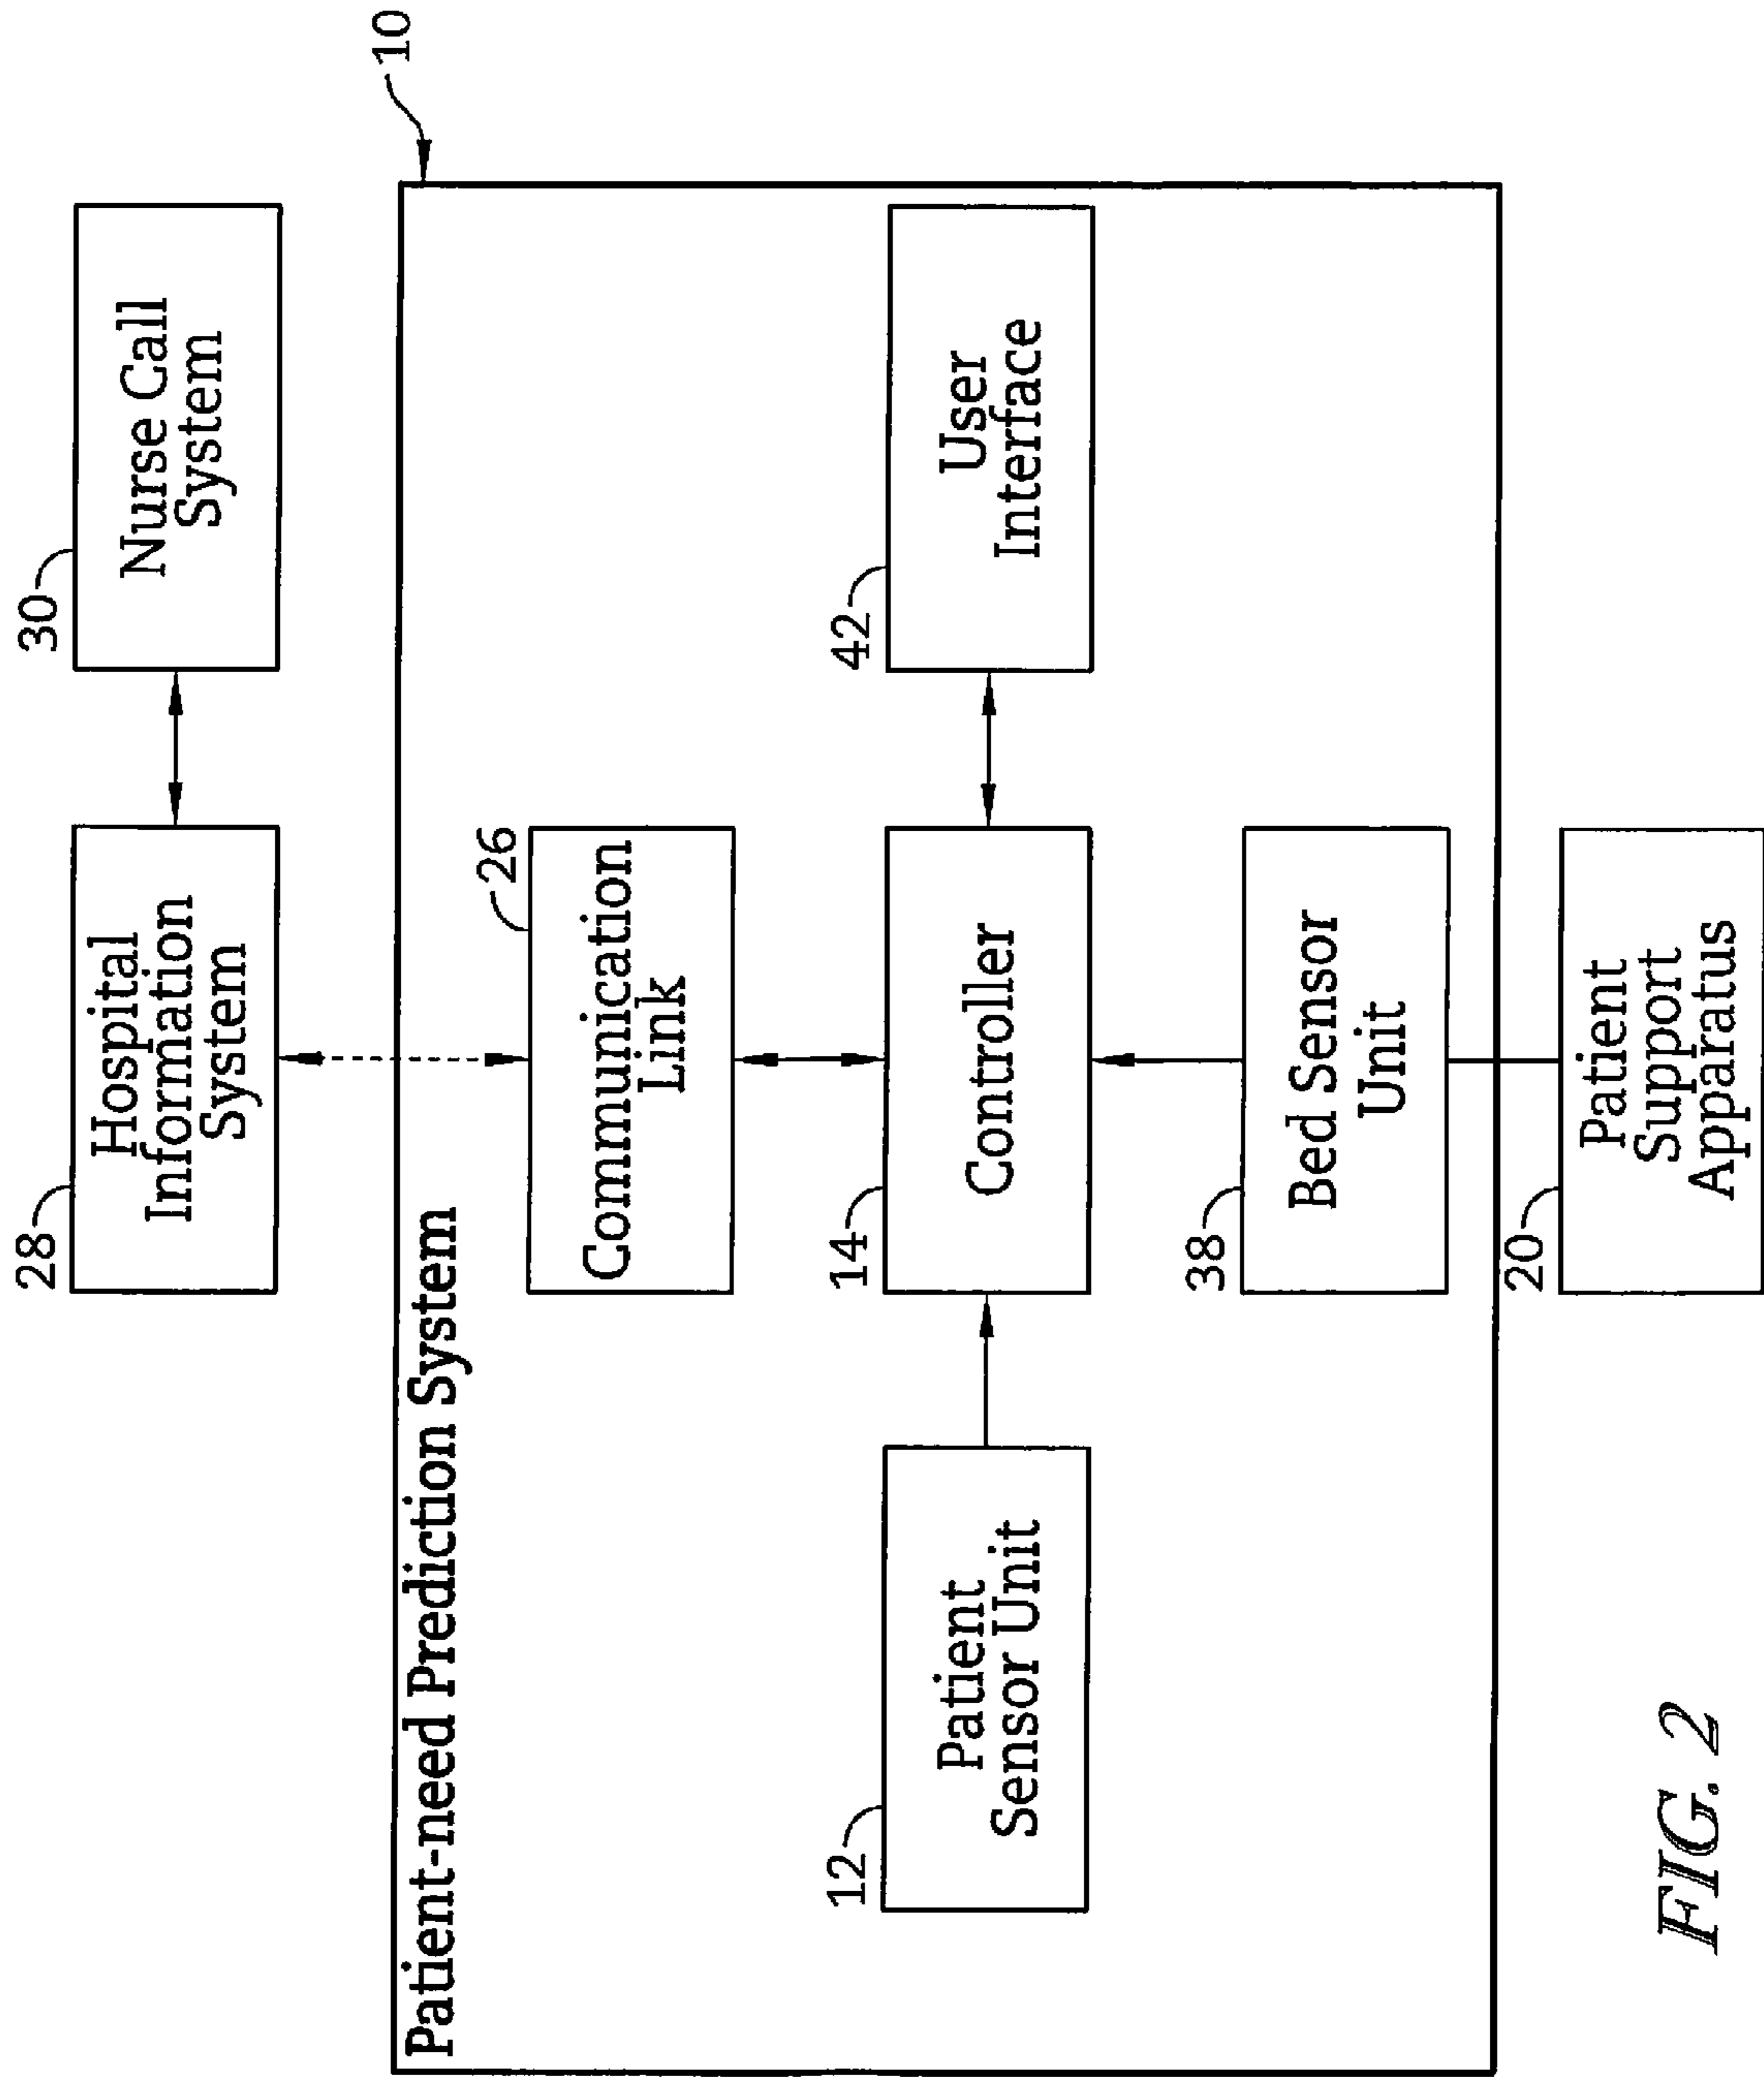 28
Hospital
Information
System
30
Nurse Call
System
10
Patient-need Prediction System
26
Communication
Link
12
Patient
Sensor Unit
14
Controller
42
User
Interface
38
Bed Sensor
Unit
20
Patient
Support
Apparatus
FIG. 2